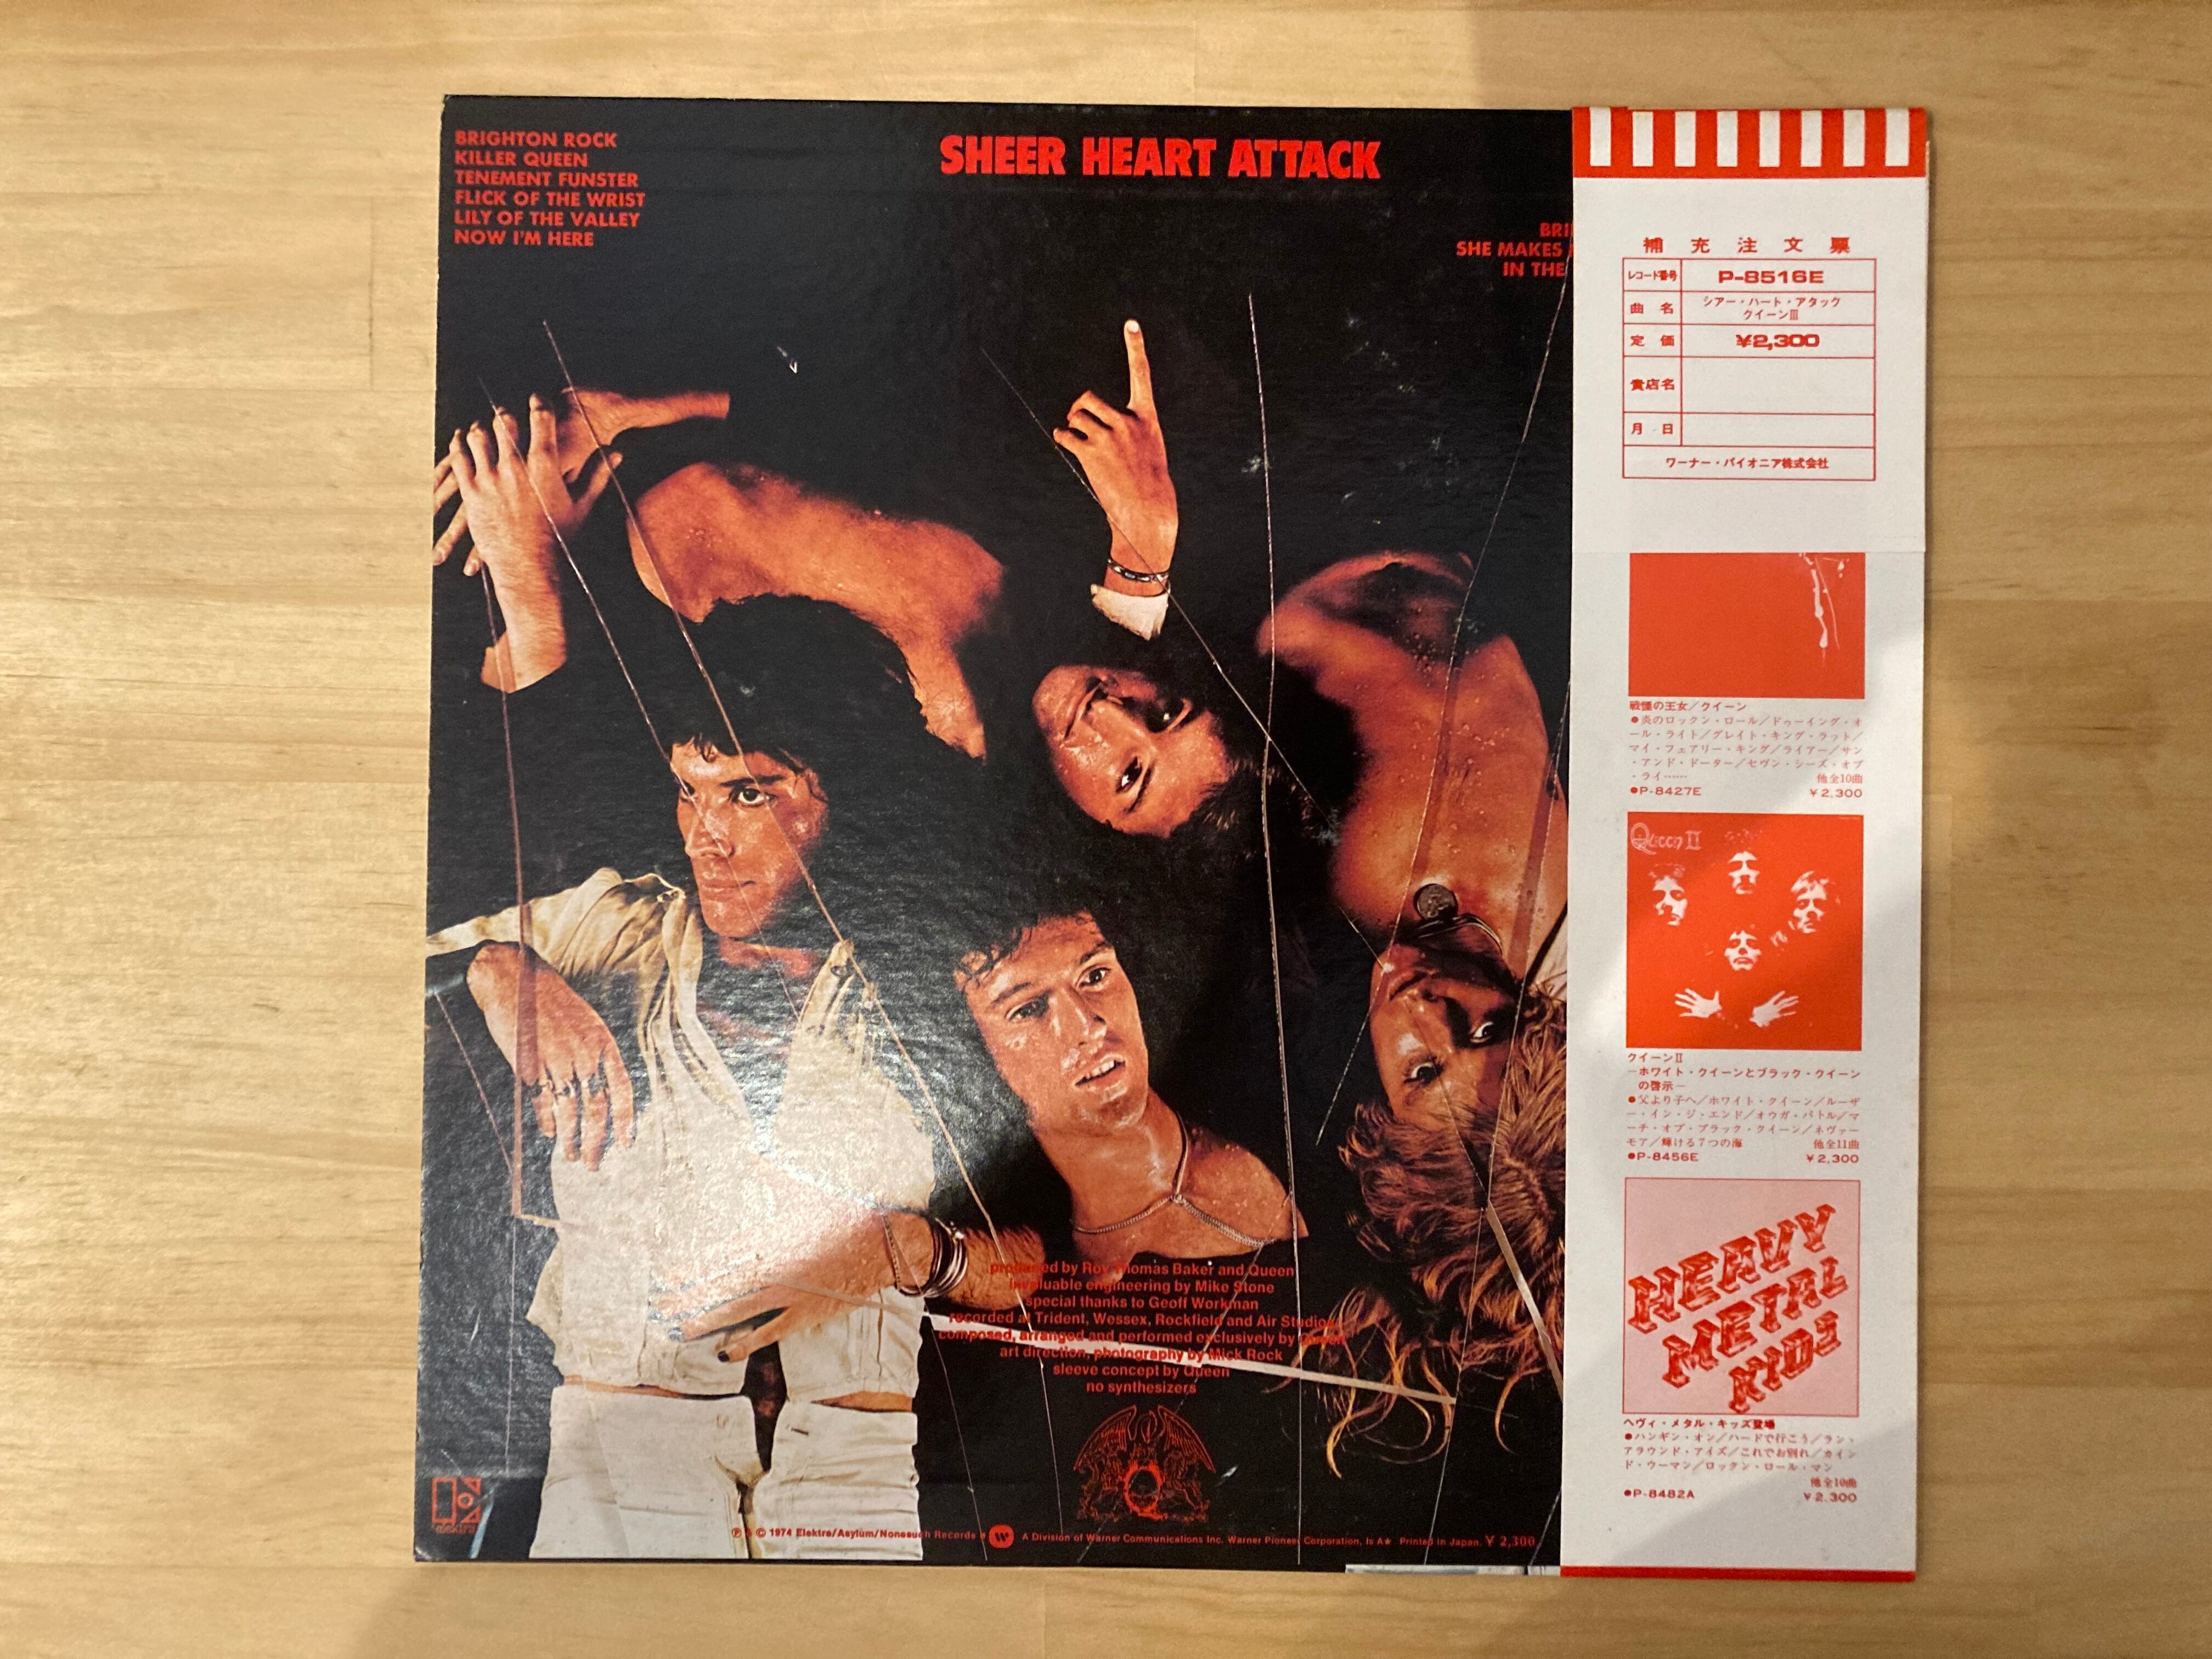 BRIGHTON ROCK
KILLER QUEEN
TENEMENT FUNSTER
FLICK OF THE WRIST
LILY OF THE VALLEY
NOW I'M HERE
SHEER HEART ATTACK
BRI
SHE MAKES
IN THE
produced by Roy Thomas Baker and Queen
invaluable engineering by Mike Stone
special thanks to Geoff Workman
recorded at Trident, Wessex, Rockfield and Air Studios
composed, arranged and performed exclusively by Queen
art direction, photography by Mick Rock
sleeve concept by Queen
no synthesizers
elektra
℗ © 1974 Elektra/Asylum/Nonesuch Records A Division of Warner Communications Inc. Warner Pioneer Corporation, Printed in Japan. ¥ 2,300
補充注文票
レコード番号 P-8516E
曲名 シアー・ハート・アタック
クイーンⅢ
定価 ¥2,300
貴店名
月 日
ワーナー・パイオニア株式会社
戦慄の王女／クイーン
●炎のロックン・ロール／ドゥーイング・オ
ール・ライト／グレイト・キング・ラット／
マイ・フェアリー・キング／ライアー／サン
・アンド・ドーター／セヴン・シーズ・オブ
・ライ…… 他全10曲
●P-8427E ¥2,300
Queen II
クイーンⅡ
―ホワイト・クイーンとブラック・クイーン
の啓示―
●父より子へ／ホワイト・クイーン／ルーザ
ー・イン・ジ・エンド／オウガ・バトル／マ
ーチ・オブ・ブラック・クイーン／ネヴァー
モア／輝ける7つの海 他全11曲
●P-8456E ¥2,300
HEAVY
METAL
KIDS
ヘヴィ・メタル・キッズ登場
●ハンギン・オン／ハードで行こう／ラン・
アラウンド・アイズ／これでお別れ／カイン
ド・ウーマン／ロックン・ロール・マン
他全10曲
●P-8482A ¥2,300